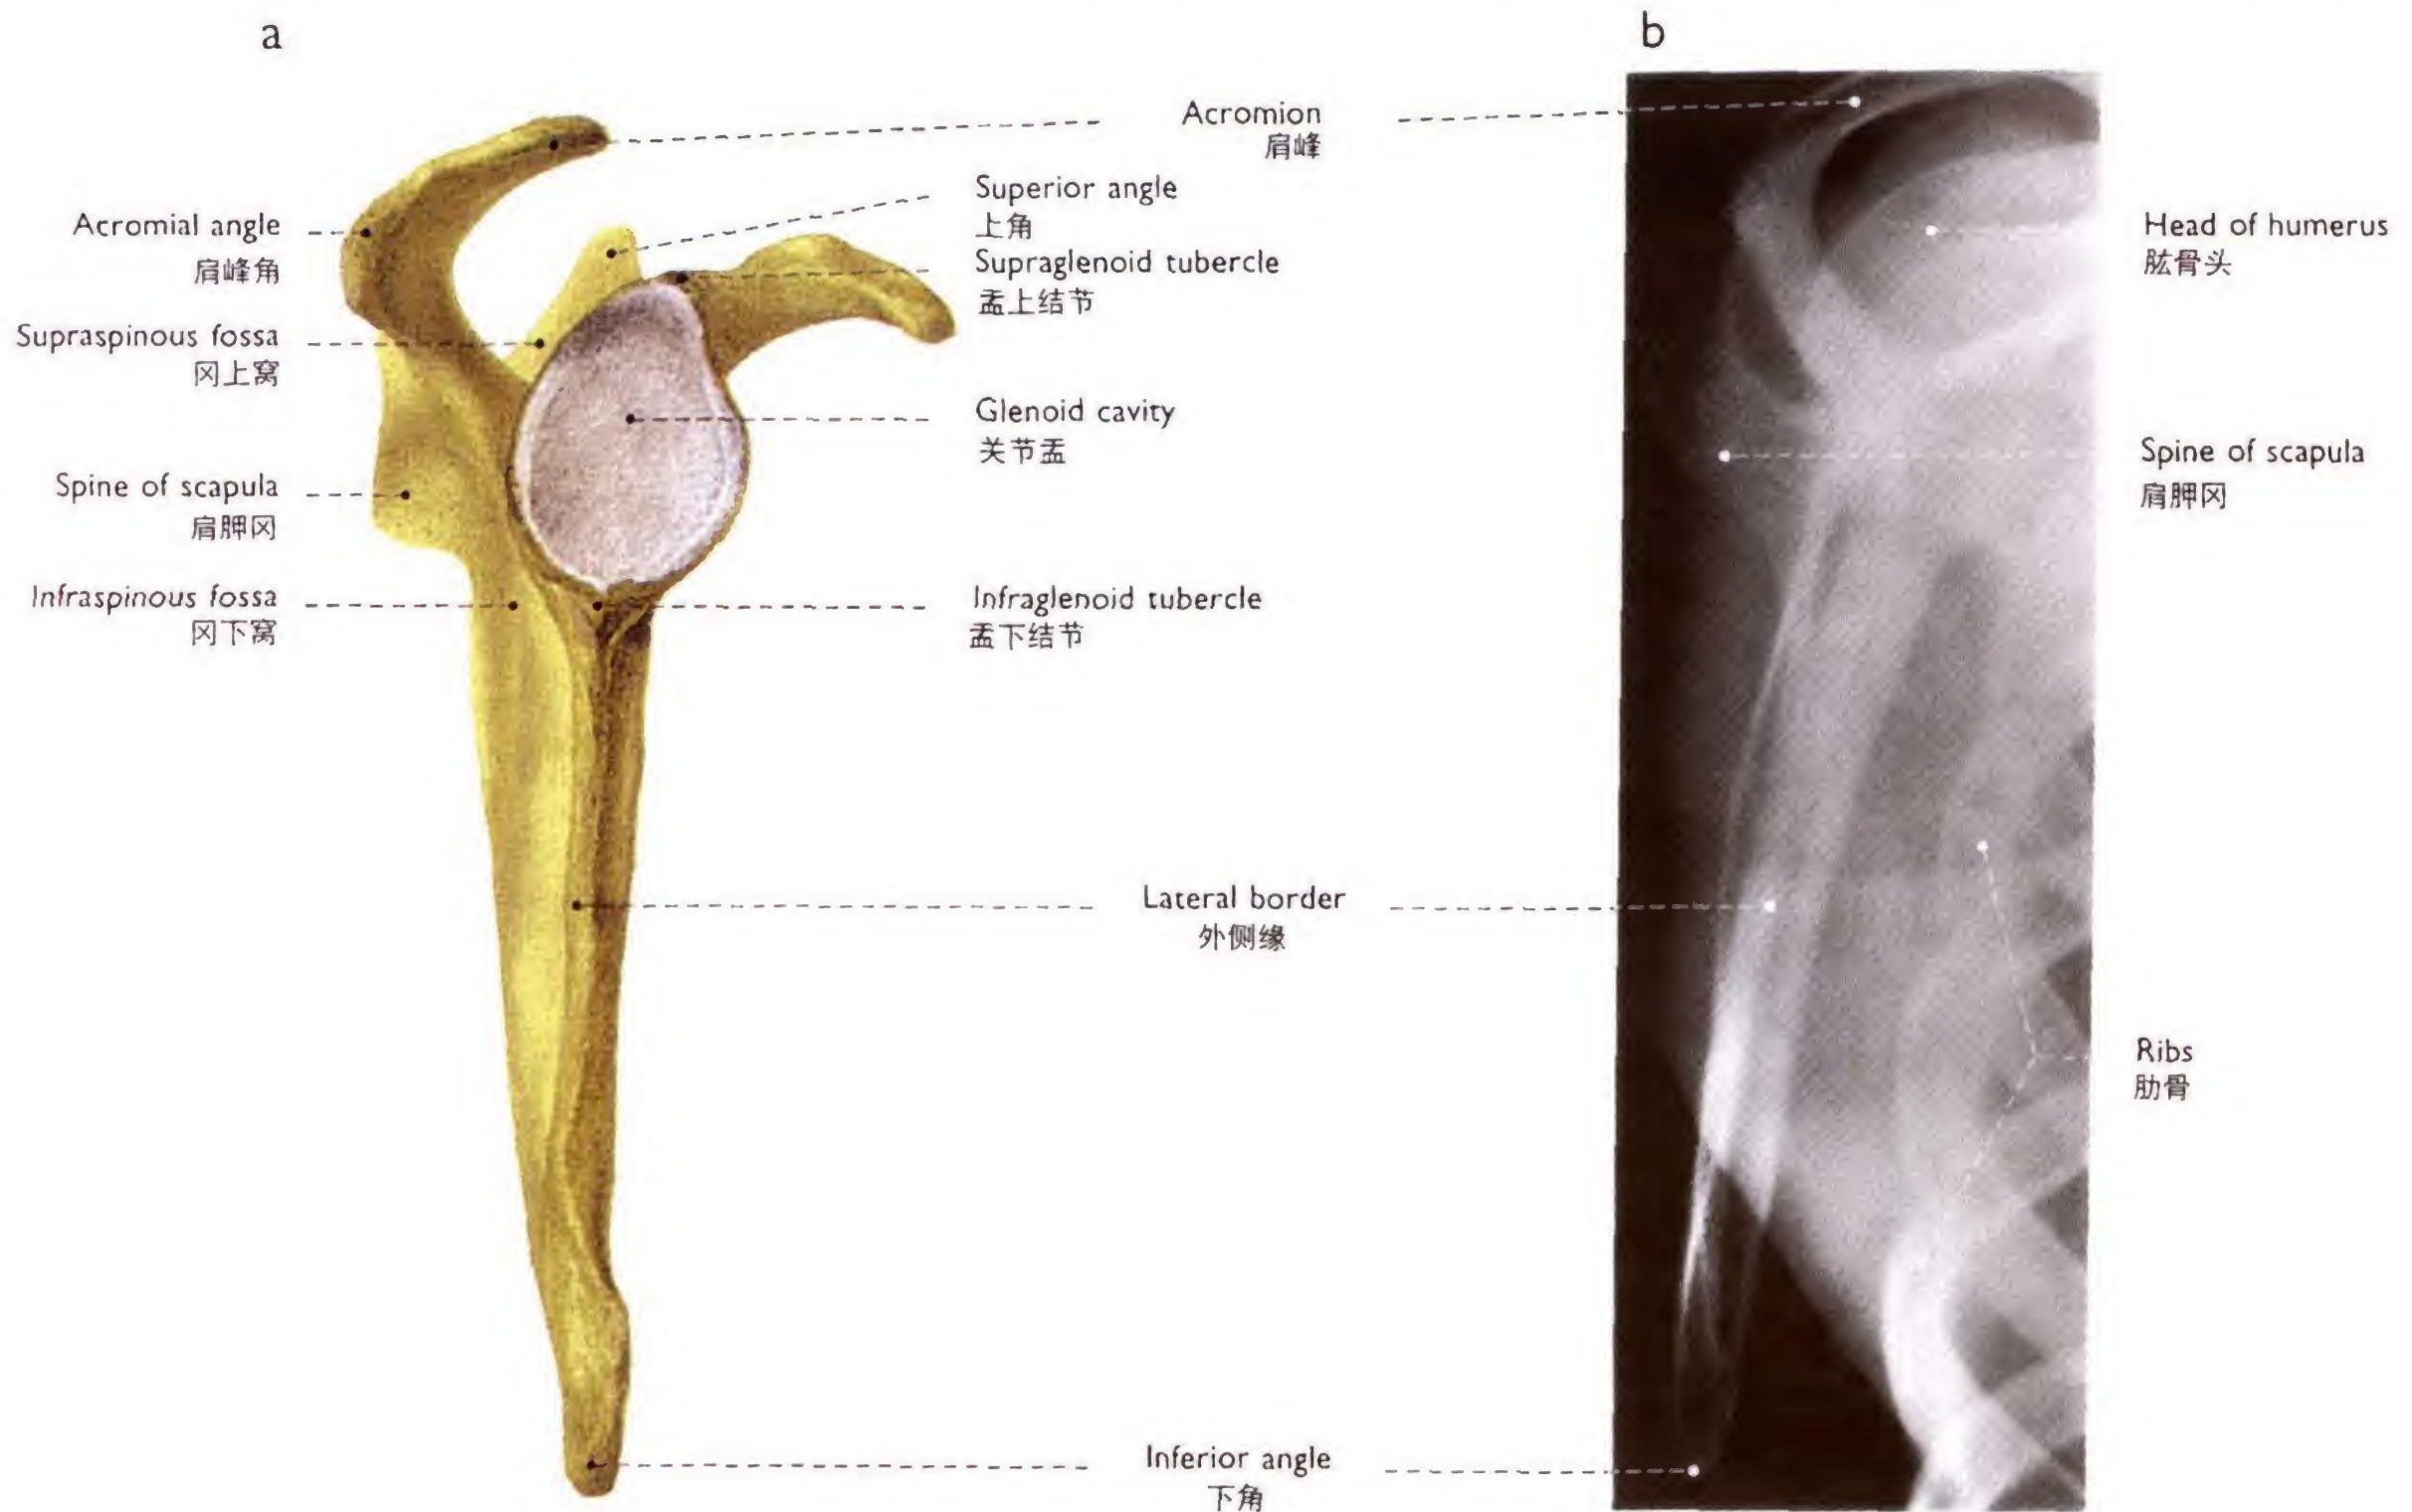 a
b
Acromion
肩峰
Superior angle
上角
Acromial angle
肩峰角
Supraglenoid tubercle
盂上结节
Head of humerus
肱骨头
Supraspinous fossa
冈上窝
Glenoid cavity
关节盂
Spine of scapula
肩胛冈
Spine of scapula
肩胛冈
Infraspinous fossa
冈下窝
Infraglenoid tubercle
盂下结节
Lateral border
外侧缘
Ribs
肋骨
Inferior angle
下角